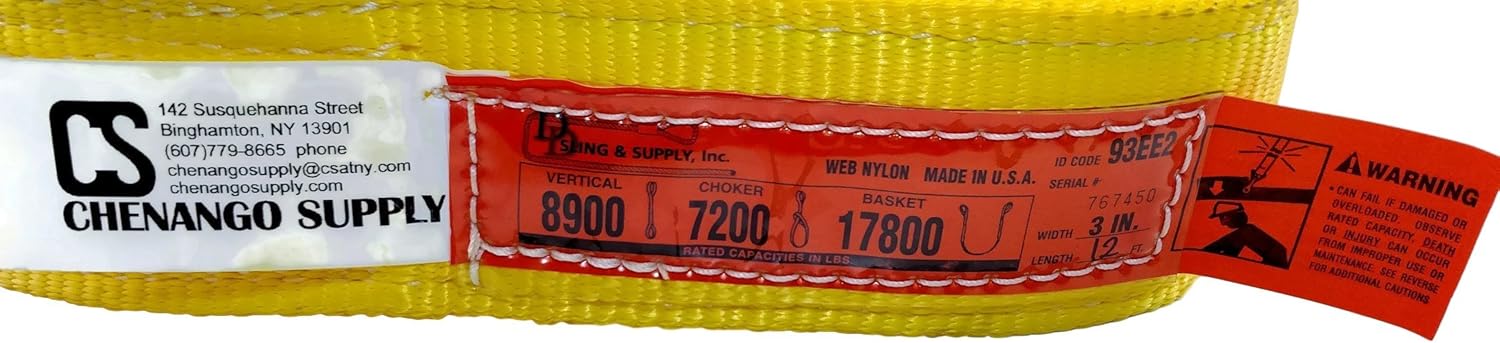 CS
142 Susquehanna Street
Binghamton, NY 13901
(607)779-8665 phone
chenangosupply@csatny.com
chenangosupply.com
CHENANGO SUPPLY
SLING & SUPPLY, Inc.
WEB NYLON MADE IN U.S.A.
ID CODE 93EE2
SERIAL #
767450
VERTICAL
8900
CHOKER
7200
BASKET
17800
RATED CAPACITIES IN LBS.
WIDTH 3 IN.
LENGTH 12 FT.
WARNING
• CAN FAIL IF DAMAGED OR
OVERLOADED. OBSERVE
RATED CAPACITY, DEATH
OR INJURY CAN OCCUR
FROM IMPROPER USE OR
MAINTENANCE. SEE REVERSE
FOR ADDITIONAL CAUTIONS